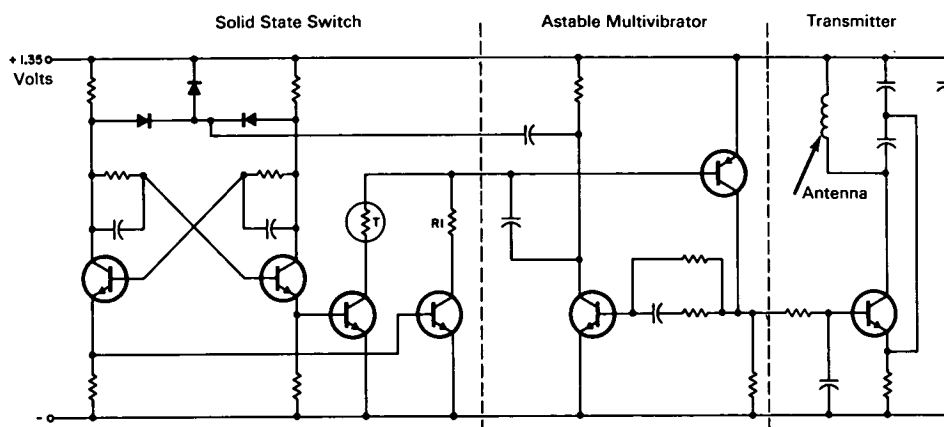 Solid State Switch
Astable Multivibrator
Transmitter
+ 1.35
Volts
T
RI
Antenna
-